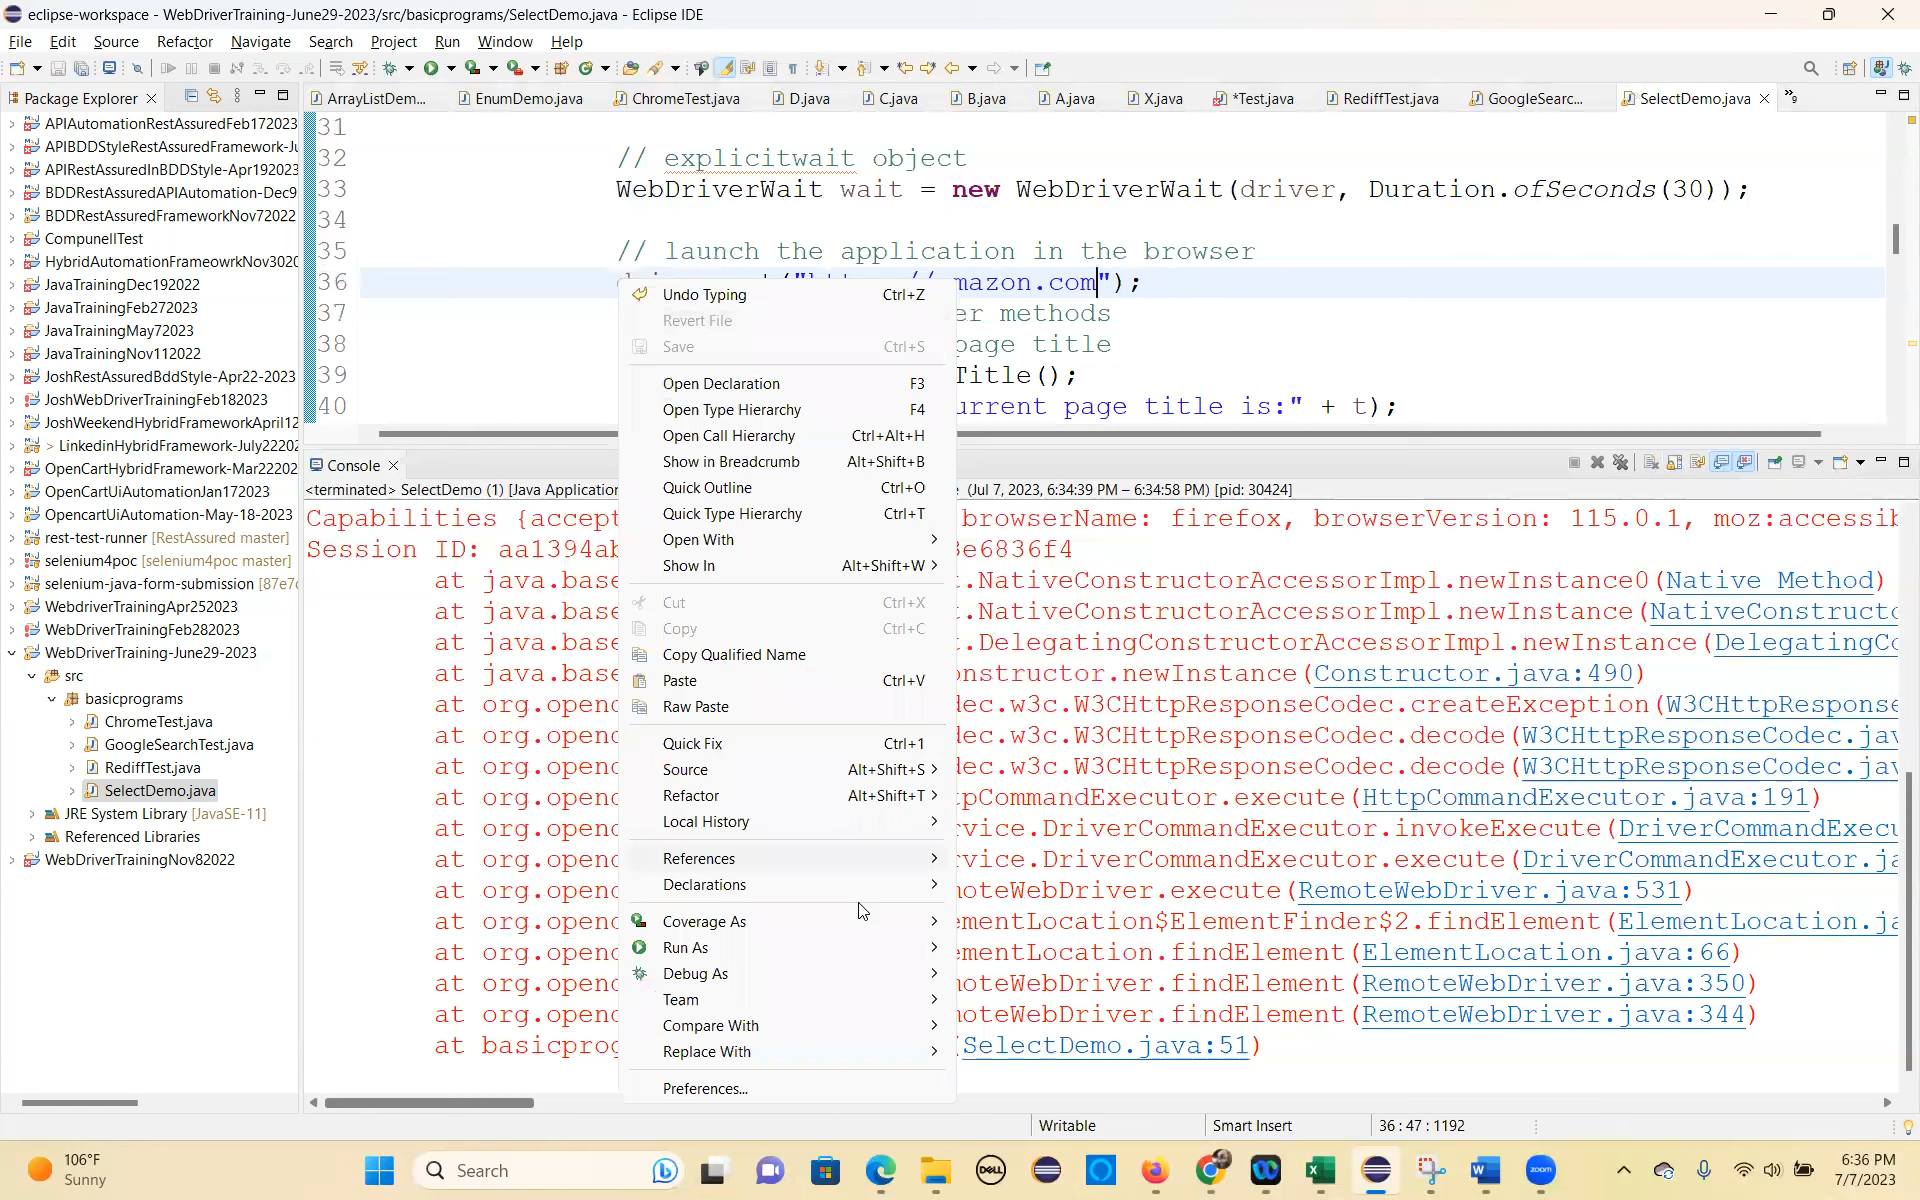 eclipse-workspace - WebDriverTraining-June29-2023/src/basicprograms/SelectDemo.java - Eclipse IDE
File Edit Source Refactor Navigate Search Project Run Window Help
Package Explorer
ArrayListDem... EnumDemo.java ChromeTest.java D.java C.java B.java A.java X.java *Test.java RediffTest.java GoogleSearc... SelectDemo.java »9
APIAutomationRestAssuredFeb172023
APIBDDStyleRestAssuredFramework-Ju
APIRestAssuredInBDDStyle-Apr192023
BDDRestAssuredAPIAutomation-Dec9
BDDRestAssuredFrameworkNov72022
CompunellTest
HybridAutomationFrameowrkNov3020
JavaTrainingDec192022
JavaTrainingFeb272023
JavaTrainingMay72023
JavaTrainingNov112022
JoshRestAssuredBddStyle-Apr22-2023
JoshWebDriverTrainingFeb182023
JoshWeekendHybridFrameworkApril12
> LinkedinHybridFramework-July22202
OpenCartHybridFramework-Mar22202
OpenCartUiAutomationJan172023
OpencartUiAutomation-May-18-2023
rest-test-runner [RestAssured master]
selenium4poc [selenium4poc master]
selenium-java-form-submission [87e7c
WebdriverTrainingApr252023
WebDriverTrainingFeb282023
WebDriverTraining-June29-2023
src
basicprograms
ChromeTest.java
GoogleSearchTest.java
RediffTest.java
SelectDemo.java
JRE System Library [JavaSE-11]
Referenced Libraries
WebDriverTrainingNov82022
31
32 // explicitwait object
33 WebDriverWait wait = new WebDriverWait(driver, Duration.ofSeconds(30));
34
35 // launch the application in the browser
36 mazon.com");
37 er methods
38 page title
39 Title();
40 urrent page title is:" + t);
Undo Typing Ctrl+Z
Revert File
Save Ctrl+S
Open Declaration F3
Open Type Hierarchy F4
Open Call Hierarchy Ctrl+Alt+H
Show in Breadcrumb Alt+Shift+B
Quick Outline Ctrl+O
Quick Type Hierarchy Ctrl+T
Open With
Show In Alt+Shift+W
Cut Ctrl+X
Copy Ctrl+C
Copy Qualified Name
Paste Ctrl+V
Raw Paste
Quick Fix Ctrl+1
Source Alt+Shift+S
Refactor Alt+Shift+T
Local History
References
Declarations
Coverage As
Run As
Debug As
Team
Compare With
Replace With
Preferences...
Console
<terminated> SelectDemo (1) [Java Application e (Jul 7, 2023, 6:34:39 PM – 6:34:58 PM) [pid: 30424]
Capabilities {accept browserName: firefox, browserVersion: 115.0.1, moz:accessib
Session ID: aa1394ab 3e6836f4
at java.base t.NativeConstructorAccessorImpl.newInstance0(Native Method)
at java.base t.NativeConstructorAccessorImpl.newInstance(NativeConstructo
at java.base t.DelegatingConstructorAccessorImpl.newInstance(DelegatingCo
at java.base onstructor.newInstance(Constructor.java:490)
at org.openq dec.w3c.W3CHttpResponseCodec.createException(W3CHttpResponse
at org.openq dec.w3c.W3CHttpResponseCodec.decode(W3CHttpResponseCodec.jav
at org.openq dec.w3c.W3CHttpResponseCodec.decode(W3CHttpResponseCodec.jav
at org.openq tpCommandExecutor.execute(HttpCommandExecutor.java:191)
at org.openq rvice.DriverCommandExecutor.invokeExecute(DriverCommandExecu
at org.openq rvice.DriverCommandExecutor.execute(DriverCommandExecutor.ja
at org.openq moteWebDriver.execute(RemoteWebDriver.java:531)
at org.openq ementLocation$ElementFinder$2.findElement(ElementLocation.ja
at org.openq ementLocation.findElement(ElementLocation.java:66)
at org.openq moteWebDriver.findElement(RemoteWebDriver.java:350)
at org.openq moteWebDriver.findElement(RemoteWebDriver.java:344)
at basicprog (SelectDemo.java:51)
Writable Smart Insert 36 : 47 : 1192
106°F
Sunny
Search
DELL
zoom
6:36 PM
7/7/2023